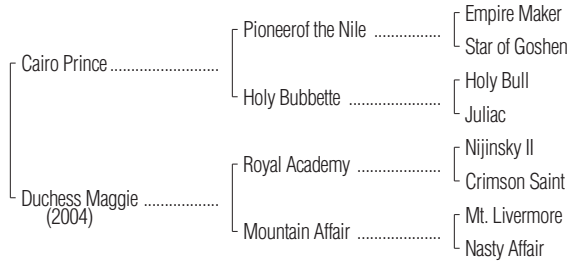 Empire Maker
Pioneerof the Nile ..................
Star of Goshen
Cairo Prince ........................
Holy Bull
Holy Bubbette .....................
Juliac
Nijinsky II
Royal Academy ...................
Crimson Saint
Duchess Maggie .................
(2004)
Mt. Livermore
Mountain Affair ...................
Nasty Affair